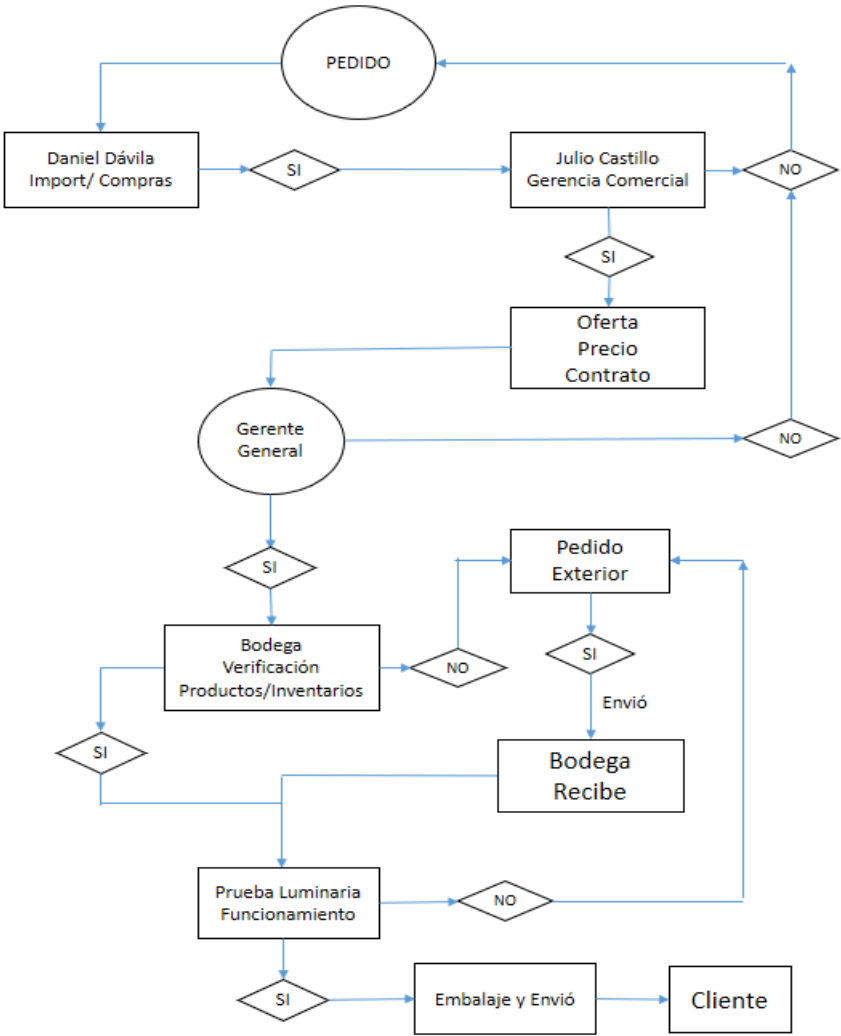 PEDIDO
Daniel Dávila
Import/ Compras
SI
Julio Castillo
Gerencia Comercial
NO
SI
Oferta
Precio
Contrato
Gerente
General
NO
SI
Pedido
Exterior
Bodega
Verificación
Productos/Inventarios
NO
SI
Envió
SI
Bodega
Recibe
Prueba Luminaria
Funcionamiento
NO
SI
Embalaje y Envió
Cliente